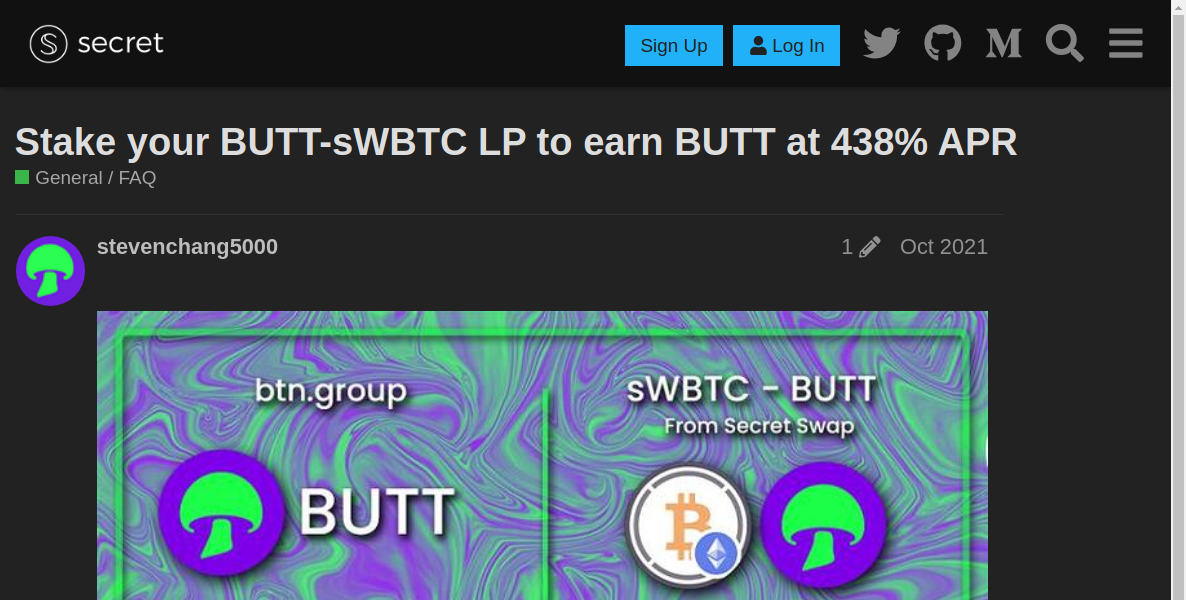 secret
Sign Up
Log In
Stake your BUTT-sWBTC LP to earn BUTT at 438% APR
General / FAQ
stevenchang5000
1
Oct 2021
btn.group
BUTT
sWBTC - BUTT
From Secret Swap